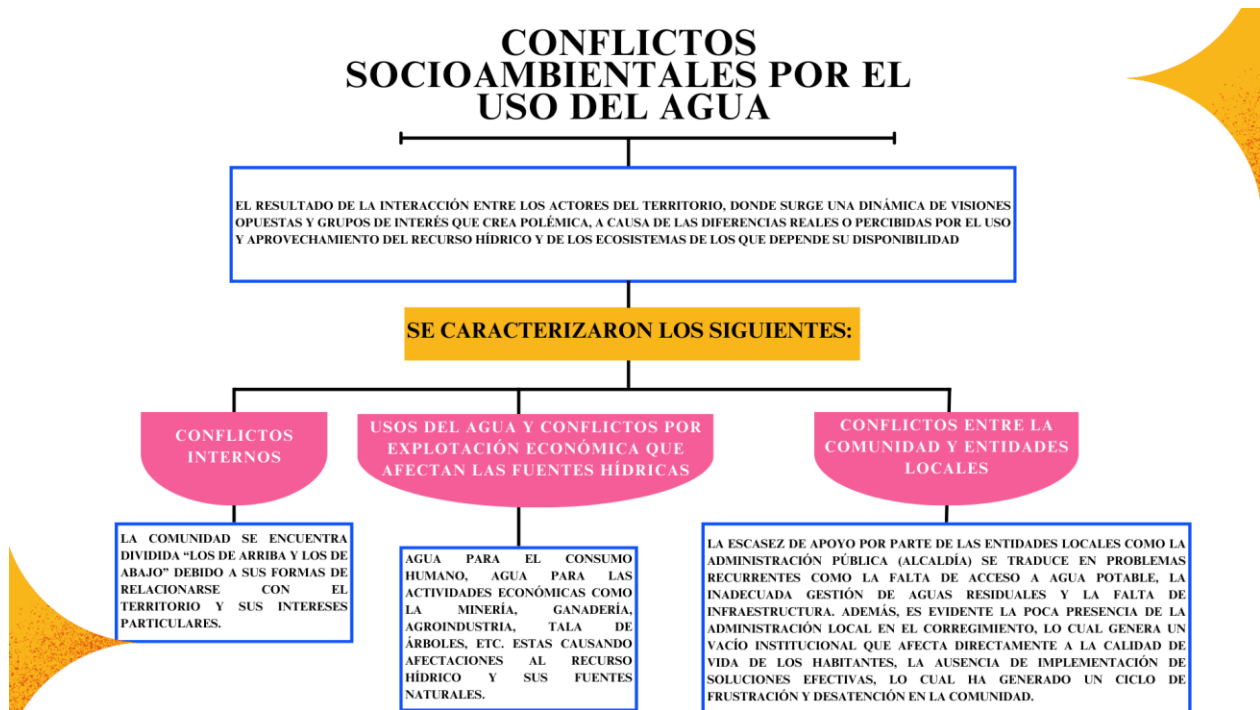 CONFLICTOS
SOCIOAMBIENTALES POR EL
USO DEL AGUA
EL RESULTADO DE LA INTERACCIÓN ENTRE LOS ACTORES DEL TERRITORIO, DONDE SURGE UNA DINÁMICA DE VISIONES
OPUESTAS Y GRUPOS DE INTERÉS QUE CREA POLÉMICA, A CAUSA DE LAS DIFERENCIAS REALES O PERCIBIDAS POR EL USO
Y APROVECHAMIENTO DEL RECURSO HÍDRICO Y DE LOS ECOSISTEMAS DE LOS QUE DEPENDE SU DISPONIBILIDAD
SE CARACTERIZARON LOS SIGUIENTES:
CONFLICTOS
INTERNOS
LA COMUNIDAD SE ENCUENTRA
DIVIDIDA “LOS DE ARRIBA Y LOS DE
ABAJO” DEBIDO A SUS FORMAS DE
RELACIONARSE CON EL
TERRITORIO Y SUS INTERESES
PARTICULARES.
USOS DEL AGUA Y CONFLICTOS POR
EXPLOTACIÓN ECONÓMICA QUE
AFECTAN LAS FUENTES HÍDRICAS
AGUA PARA EL CONSUMO
HUMANO, AGUA PARA LAS
ACTIVIDADES ECONÓMICAS COMO
LA MINERÍA, GANADERÍA,
AGROINDUSTRIA, TALA DE
ÁRBOLES, ETC. ESTAS CAUSANDO
AFECTACIONES AL RECURSO
HÍDRICO Y SUS FUENTES
NATURALES.
CONFLICTOS ENTRE LA
COMUNIDAD Y ENTIDADES
LOCALES
LA ESCASEZ DE APOYO POR PARTE DE LAS ENTIDADES LOCALES COMO LA
ADMINISTRACIÓN PÚBLICA (ALCALDÍA) SE TRADUCE EN PROBLEMAS
RECURRENTES COMO LA FALTA DE ACCESO A AGUA POTABLE, LA
INADECUADA GESTIÓN DE AGUAS RESIDUALES Y LA FALTA DE
INFRAESTRUCTURA. ADEMÁS, ES EVIDENTE LA POCA PRESENCIA DE LA
ADMINISTRACIÓN LOCAL EN EL CORREGIMIENTO, LO CUAL GENERA UN
VACÍO INSTITUCIONAL QUE AFECTA DIRECTAMENTE A LA CALIDAD DE
VIDA DE LOS HABITANTES, LA AUSENCIA DE IMPLEMENTACIÓN DE
SOLUCIONES EFECTIVAS, LO CUAL HA GENERADO UN CICLO DE
FRUSTRACIÓN Y DESATENCIÓN EN LA COMUNIDAD.